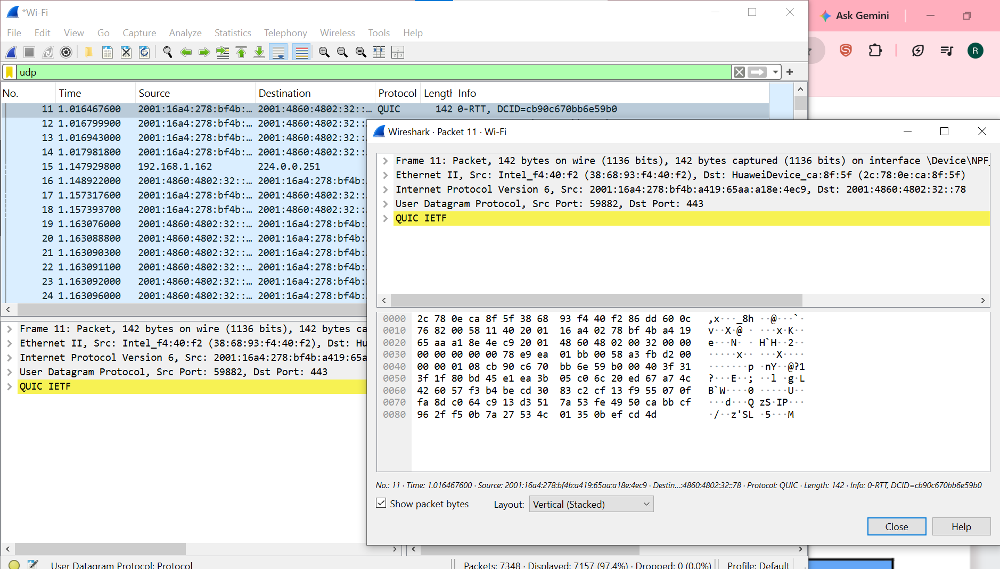 *Wi-Fi
Ask Gemini
File Edit View Go Capture Analyze Statistics Telephony Wireless Tools Help
R
udp
No. Time Source Destination Protocol Lengt Info
11 1.016467600 2001:16a4:278:bf4b:… 2001:4860:4802:32::… QUIC 142 0-RTT, DCID=cb90c670bb6e59b0
12 1.016799900 2001:16a4:278:bf4b:… 2001:4860:4802:32::
13 1.016943000 2001:16a4:278:bf4b:… 2001:4860:4802:32::
14 1.017981800 2001:16a4:278:bf4b:… 2001:4860:4802:32::
15 1.147929800 192.168.1.162 224.0.0.251
16 1.148922000 2001:4860:4802:32::… 2001:16a4:278:bf4b:
17 1.157317600 2001:4860:4802:32::… 2001:16a4:278:bf4b:
18 1.157393700 2001:4860:4802:32::… 2001:16a4:278:bf4b:
19 1.163076000 2001:4860:4802:32::… 2001:16a4:278:bf4b:
20 1.163088800 2001:4860:4802:32::… 2001:16a4:278:bf4b:
21 1.163090300 2001:4860:4802:32::… 2001:16a4:278:bf4b:
22 1.163091100 2001:4860:4802:32::… 2001:16a4:278:bf4b:
23 1.163092000 2001:4860:4802:32::… 2001:16a4:278:bf4b:
24 1.163096000 2001:4860:4802:32::… 2001:16a4:278:bf4b:
Frame 11: Packet, 142 bytes on wire (1136 bits), 142 bytes ca
Ethernet II, Src: Intel_f4:40:f2 (38:68:93:f4:40:f2), Dst: Hu
Internet Protocol Version 6, Src: 2001:16a4:278:bf4b:a419:65a
User Datagram Protocol, Src Port: 59882, Dst Port: 443
QUIC IETF
Wireshark · Packet 11 · Wi-Fi
Frame 11: Packet, 142 bytes on wire (1136 bits), 142 bytes captured (1136 bits) on interface \Device\NPF_
Ethernet II, Src: Intel_f4:40:f2 (38:68:93:f4:40:f2), Dst: HuaweiDevice_ca:8f:5f (2c:78:0e:ca:8f:5f)
Internet Protocol Version 6, Src: 2001:16a4:278:bf4b:a419:65aa:a18e:4ec9, Dst: 2001:4860:4802:32::78
User Datagram Protocol, Src Port: 59882, Dst Port: 443
QUIC IETF
0000 2c 78 0e ca 8f 5f 38 68 93 f4 40 f2 86 dd 60 0c ,x···_8h ··@···`·
0010 76 82 00 58 11 40 20 01 16 a4 02 78 bf 4b a4 19 v··X·@ · ···x·K··
0020 65 aa a1 8e 4e c9 20 01 48 60 48 02 00 32 00 00 e···N· · H`H··2··
0030 00 00 00 00 00 78 e9 ea 01 bb 00 58 a3 fb d2 00 ·····x·· ···X····
0040 00 00 01 08 cb 90 c6 70 bb 6e 59 b0 00 40 3f 31 ·······p ·nY··@?1
0050 3f 1f 80 bd 45 e1 ea 3b 05 c0 6c 20 ed 67 a7 4c ?···E··; ··l ·g·L
0060 42 60 57 f3 b4 be cd 30 83 c2 cf 13 f9 55 07 0f B`W····0 ·····U··
0070 fa 8d c0 64 c9 13 d3 51 7a 53 fe 49 50 ca bb cf ···d···Q zS·IP···
0080 96 2f f5 0b 7a 27 53 4c 01 35 0b ef cd 4d ·/··z'SL ·5···M
No.: 11 · Time: 1.016467600 · Source: 2001:16a4:278:bf4b:a419:65aa:a18e:4ec9 · Destin…:4860:4802:32::78 · Protocol: QUIC · Length: 142 · Info: 0-RTT, DCID=cb90c670bb6e59b0
Show packet bytes Layout: Vertical (Stacked)
Close Help
User Datagram Protocol: Protocol Packets: 7348 · Displayed: 7157 (97.4%) · Dropped: 0 (0.0%) Profile: Default